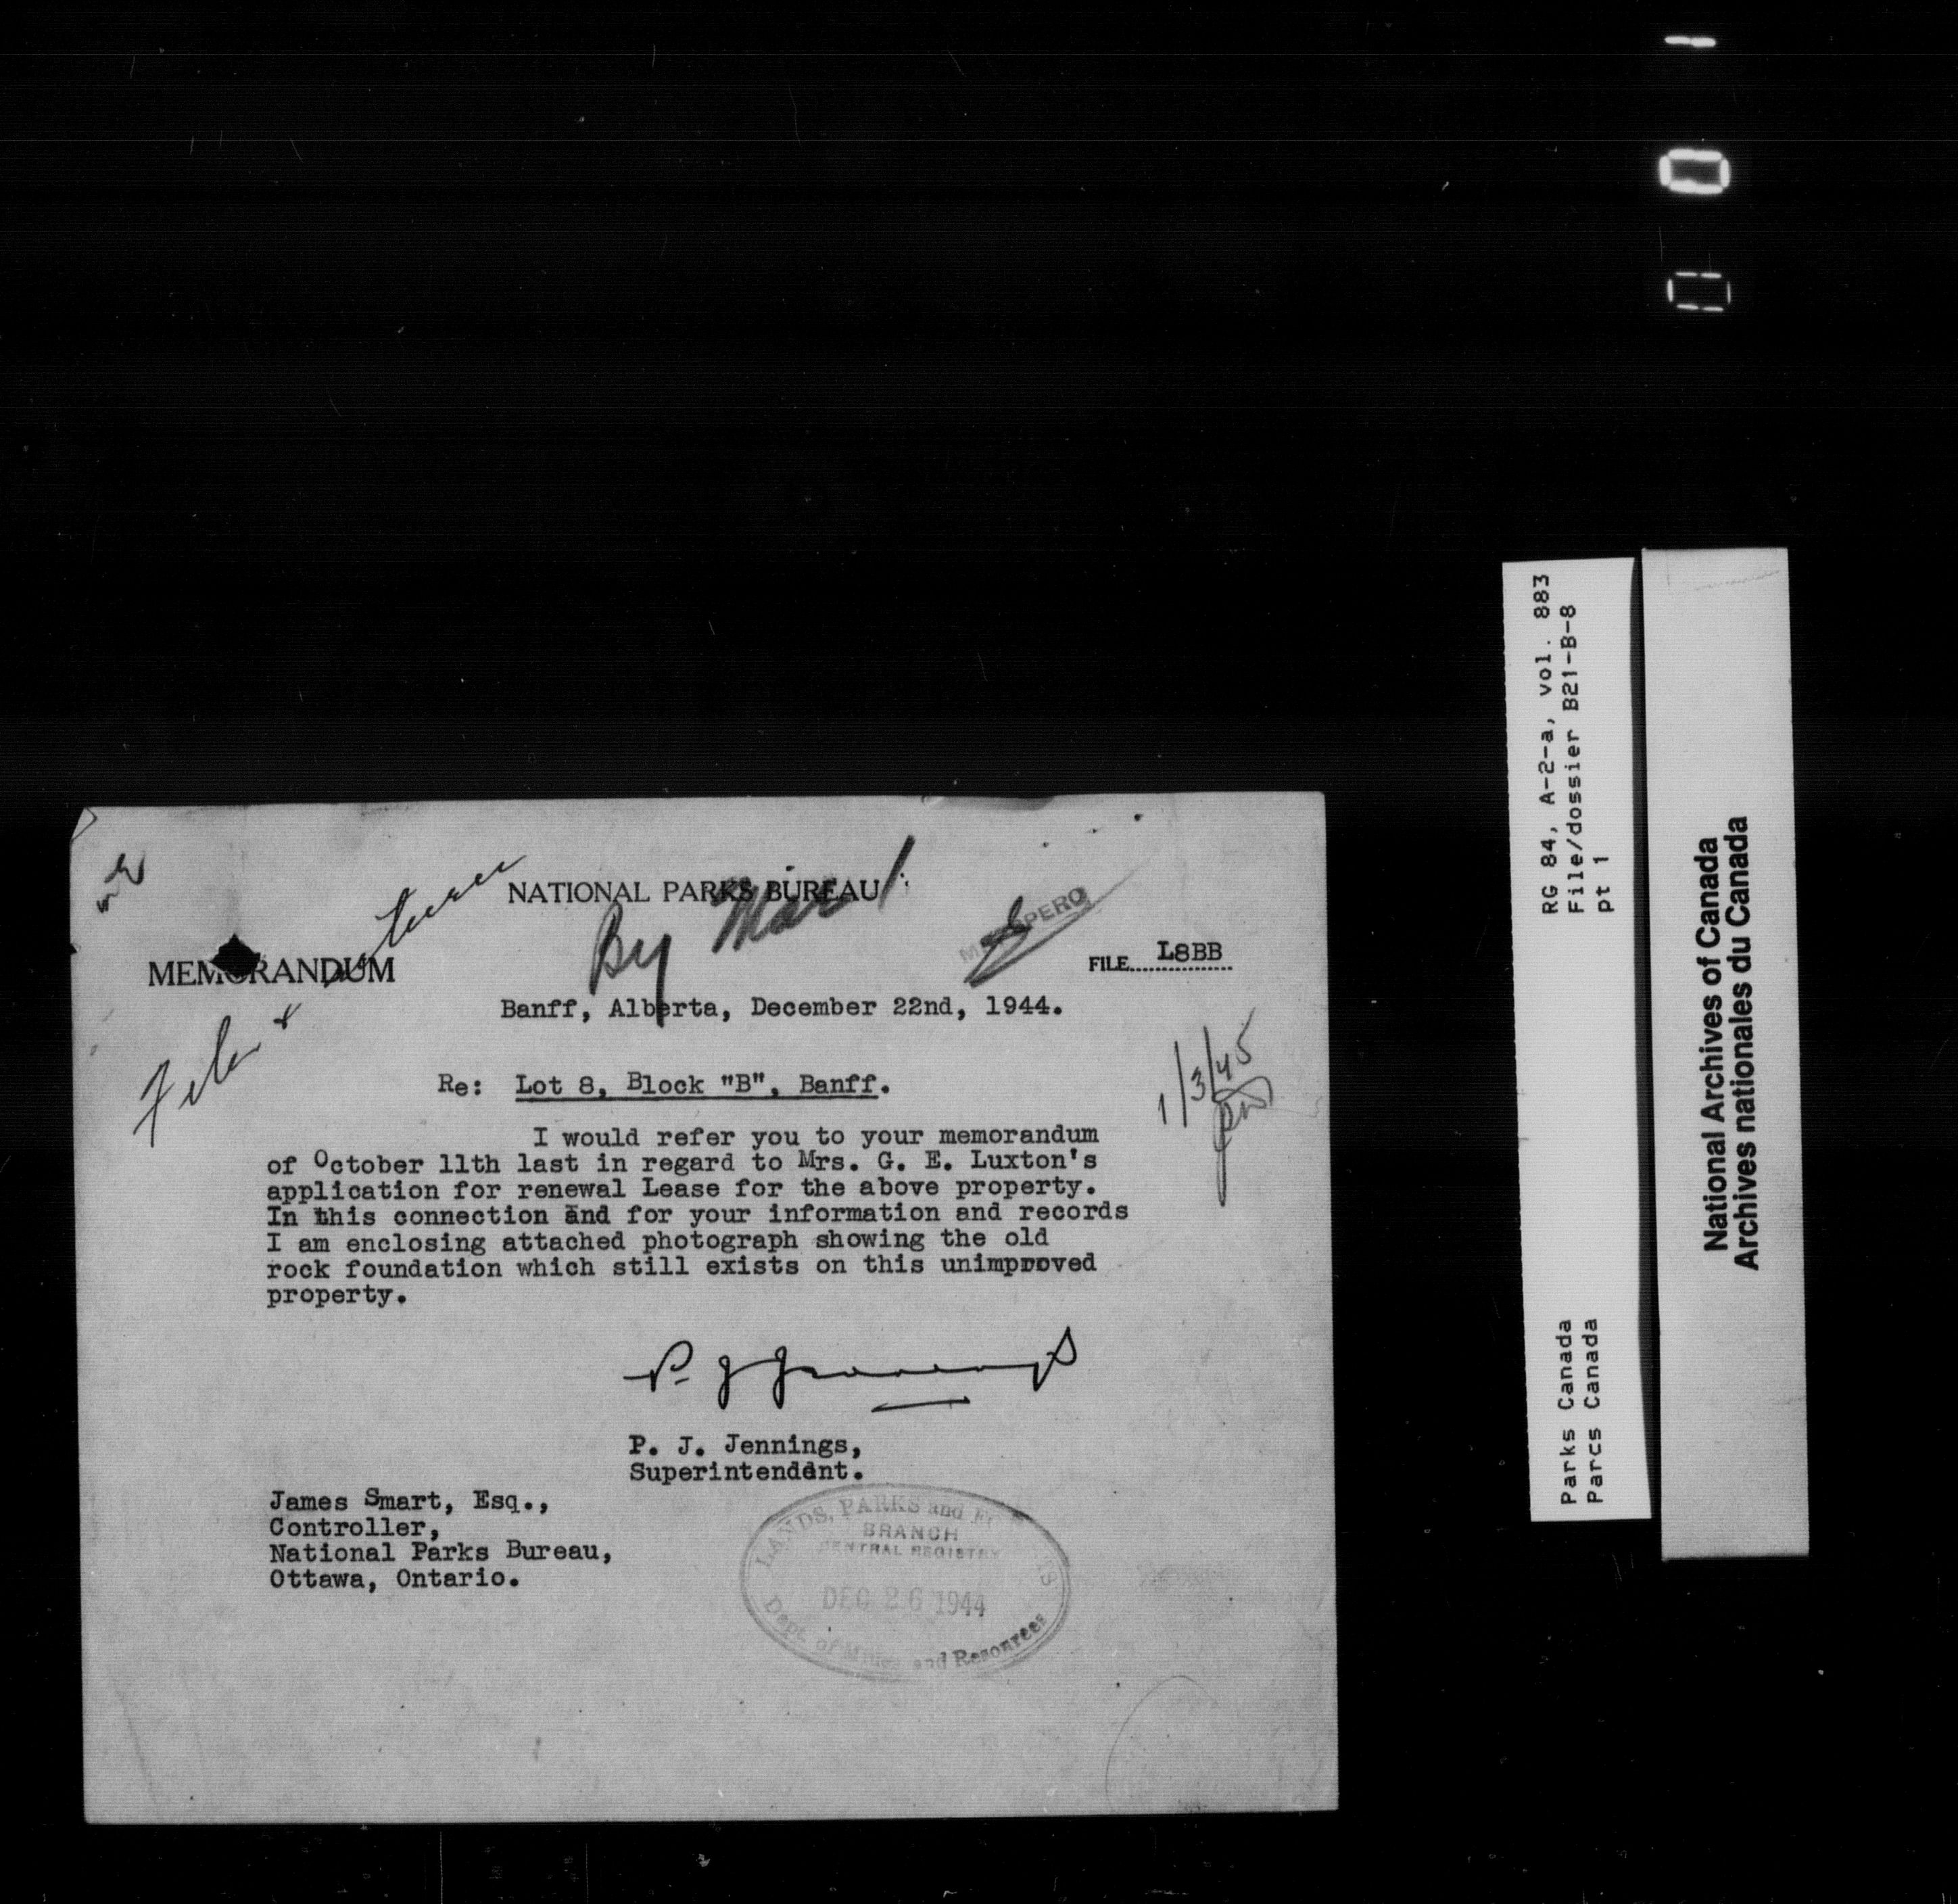 NATIONAL PARKS BUREAU
By Mar 1
MEMORANDUM
File & return
FILE L8BB
Banff, Alberta, December 22nd, 1944.
1/3/45
Re: Lot 8, Block "B", Banff.
I would refer you to your memorandum
of October 11th last in regard to Mrs. G. E. Luxton's
application for renewal Lease for the above property.
In this connection and for your information and records
I am enclosing attached photograph showing the old
rock foundation which still exists on this unimproved
property.
P. J. Jennings
P. J. Jennings,
Superintendent.
James Smart, Esq.,
Controller,
National Parks Bureau,
Ottawa, Ontario.
LANDS, PARKS and FORESTS
BRANCH
CENTRAL REGISTRY
DEC 26 1944
Dept. of Mines and Resources
RG 84, A-2-a, vol. 883
File/dossier B21-B-8
pt 1
Parks Canada
Parcs Canada
National Archives of Canada
Archives nationales du Canada